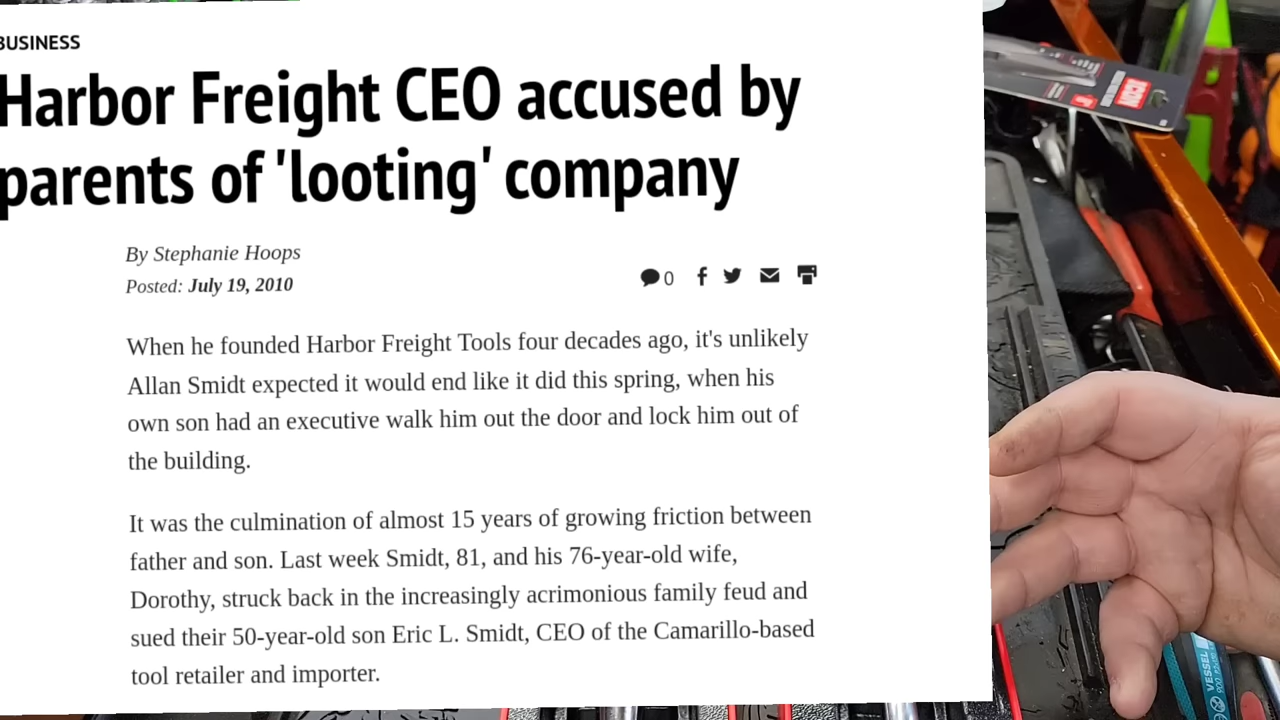 BUSINESS
Harbor Freight CEO accused by
parents of 'looting' company
By Stephanie Hoops
Posted: July 19, 2010
0
When he founded Harbor Freight Tools four decades ago, it's unlikely
Allan Smidt expected it would end like it did this spring, when his
own son had an executive walk him out the door and lock him out of
the building.
It was the culmination of almost 15 years of growing friction between
father and son. Last week Smidt, 81, and his 76-year-old wife,
Dorothy, struck back in the increasingly acrimonious family feud and
sued their 50-year-old son Eric L. Smidt, CEO of the Camarillo-based
tool retailer and importer.
ICON
VESSEL